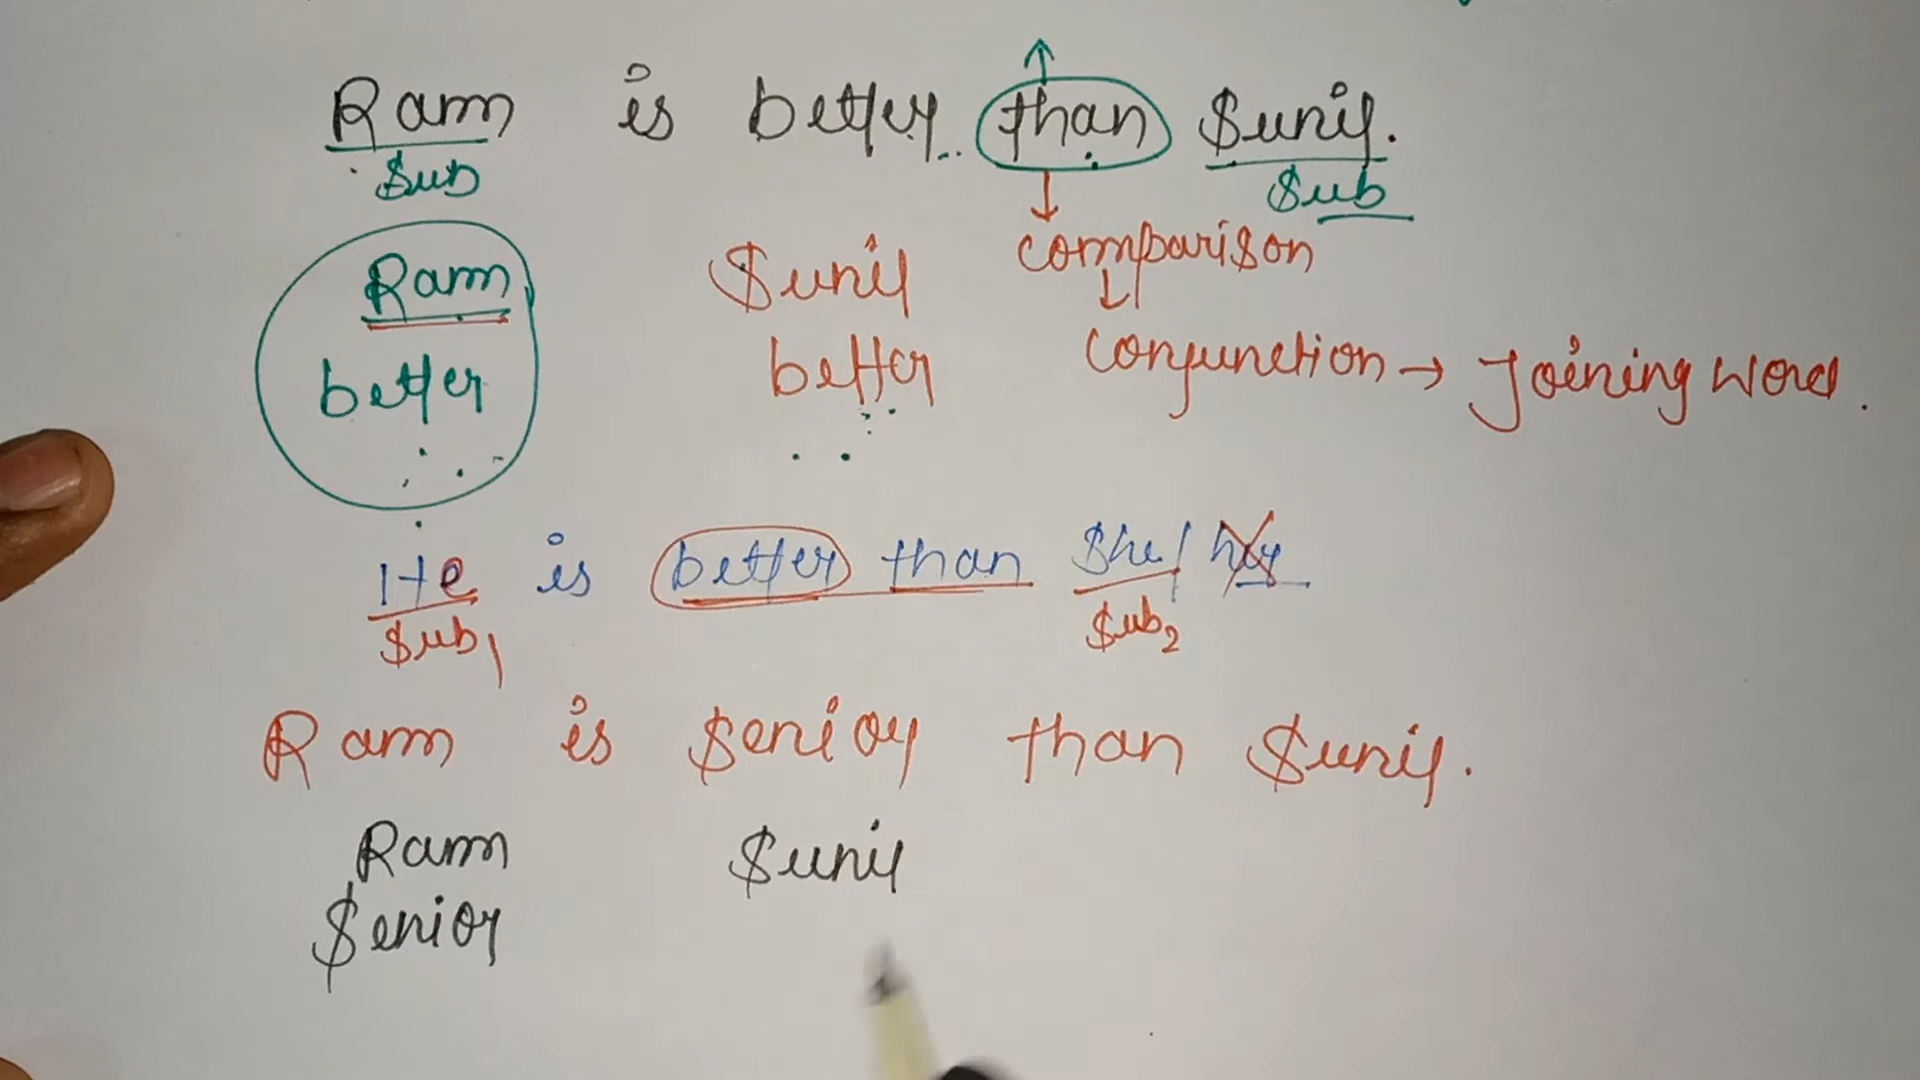 Ram is better than Sunil.
Sub Sub
Ram Sunil comparison
better better conjunction → Joining word.
He is better than She / her
Sub1 Sub2
Ram is Senior than Sunil.
Ram Sunil
Senior